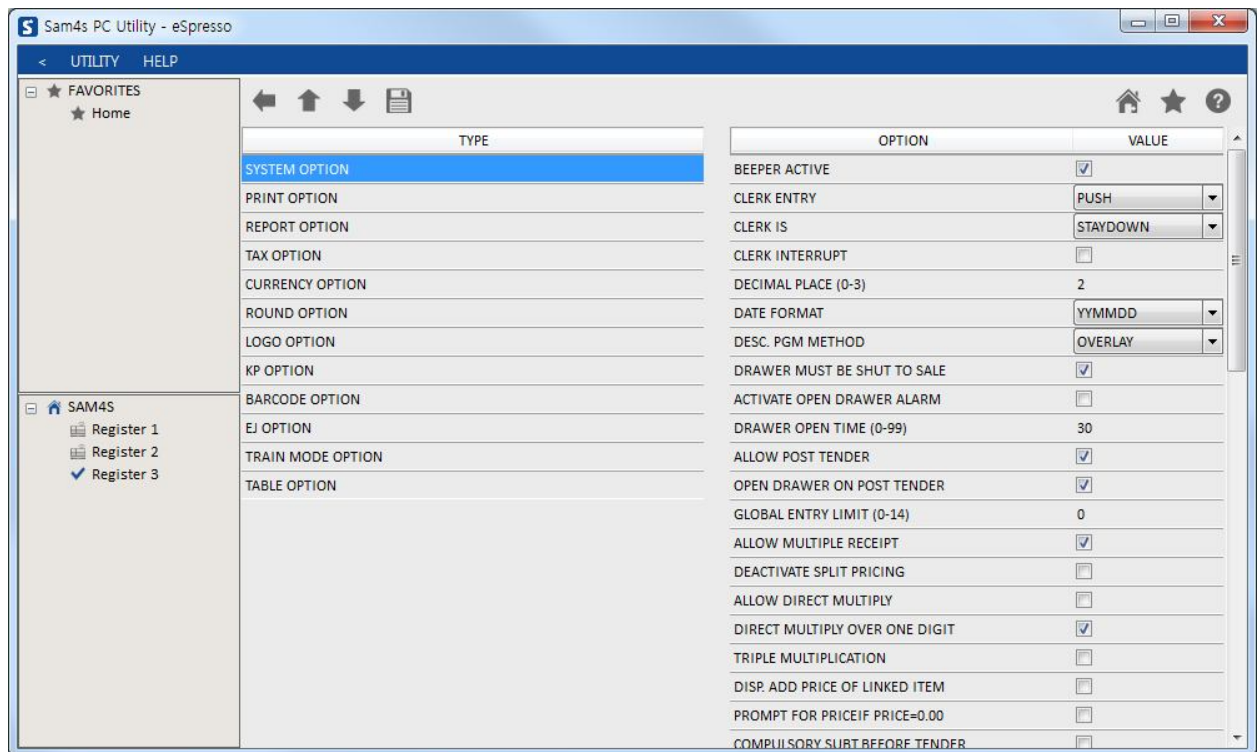 Sam4s PC Utility - eSpresso
< UTILITY HELP
FAVORITES
Home
SAM4S
Register 1
Register 2
Register 3
TYPE
SYSTEM OPTION
PRINT OPTION
REPORT OPTION
TAX OPTION
CURRENCY OPTION
ROUND OPTION
LOGO OPTION
KP OPTION
BARCODE OPTION
EJ OPTION
TRAIN MODE OPTION
TABLE OPTION
OPTION VALUE
BEEPER ACTIVE
CLERK ENTRY PUSH
CLERK IS STAYDOWN
CLERK INTERRUPT
DECIMAL PLACE (0-3) 2
DATE FORMAT YYMMDD
DESC. PGM METHOD OVERLAY
DRAWER MUST BE SHUT TO SALE
ACTIVATE OPEN DRAWER ALARM
DRAWER OPEN TIME (0-99) 30
ALLOW POST TENDER
OPEN DRAWER ON POST TENDER
GLOBAL ENTRY LIMIT (0-14) 0
ALLOW MULTIPLE RECEIPT
DEACTIVATE SPLIT PRICING
ALLOW DIRECT MULTIPLY
DIRECT MULTIPLY OVER ONE DIGIT
TRIPLE MULTIPLICATION
DISP. ADD PRICE OF LINKED ITEM
PROMPT FOR PRICEIF PRICE=0.00
COMPULSORY SUBT BEFORE TENDER